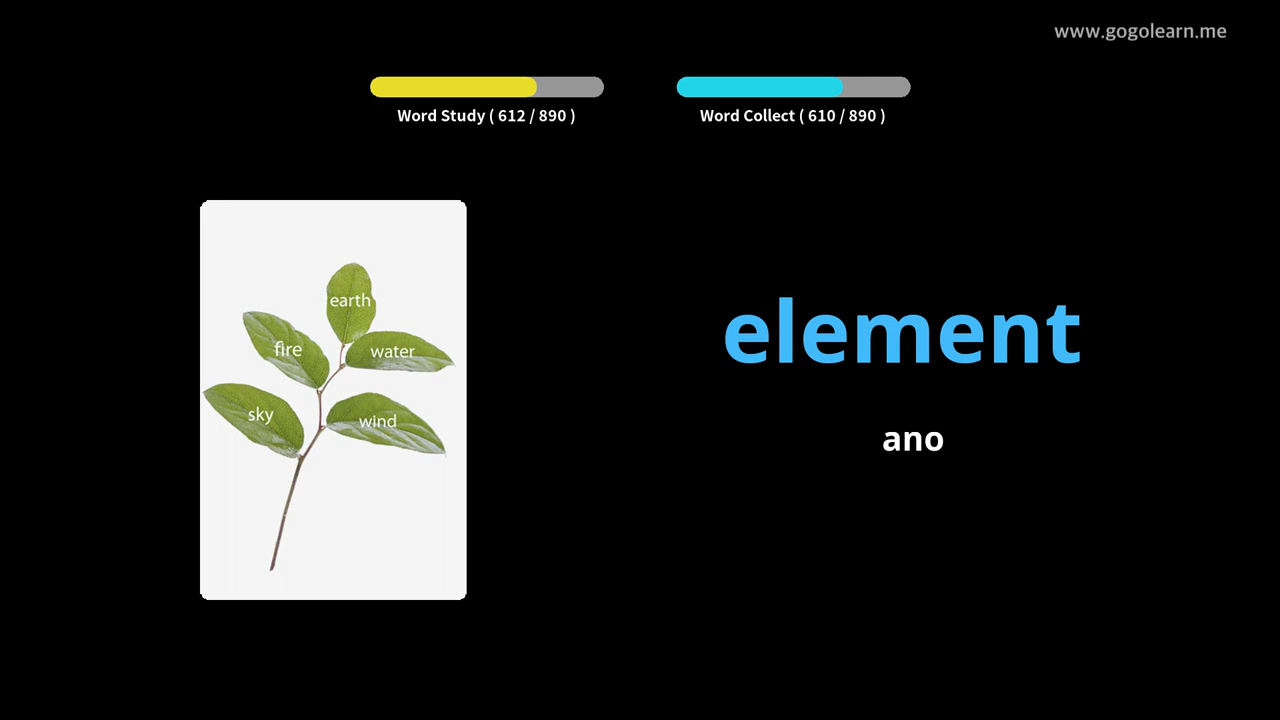 www.gogolearn.me
Word Study ( 612 / 890 )
Word Collect ( 610 / 890 )
earth
fire
water
sky
wind
element
ano